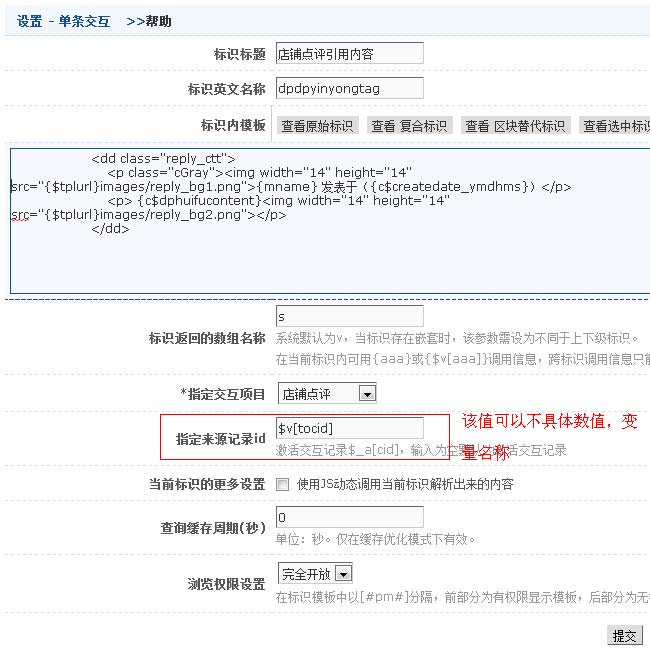 设置 - 单条交互 >>帮助
标识标题 店铺点评引用内容
标识英文名称 dpdpyinyongtag
标识内模板 查看原始标识 查看 复合标识 查看 区块替代标识 查看选中标识
<dd class="reply_ctt">
<p class="cGray"><img width="14" height="14"
src="{$tplurl}images/reply_bg1.png">{mname} 发表于（{c$createdate_ymdhms}）</p>
<p> {c$dphuifucontent}<img width="14" height="14"
src="{$tplurl}images/reply_bg2.png"></p>
</dd>
标识返回的数组名称 s
系统默认为v，当标识存在嵌套时，该参数需设为不同于上下级标识。
在当前标识内可用{aaa}或{$v[aaa]}调用信息，跨标识调用信息只能
*指定交互项目 店铺点评
指定来源记录id $v[tocid]
激活交互记录$_a[cid]，输入为空则认为激活交互记录
该值可以不具体数值，变
量名称
当前标识的更多设置 使用JS动态调用当前标识解析出来的内容
查询缓存周期(秒) 0
单位：秒。仅在缓存优化模式下有效。
浏览权限设置 完全开放
在标识模板中以[#pm#]分隔，前部分为有权限显示模板，后部分为无
提交